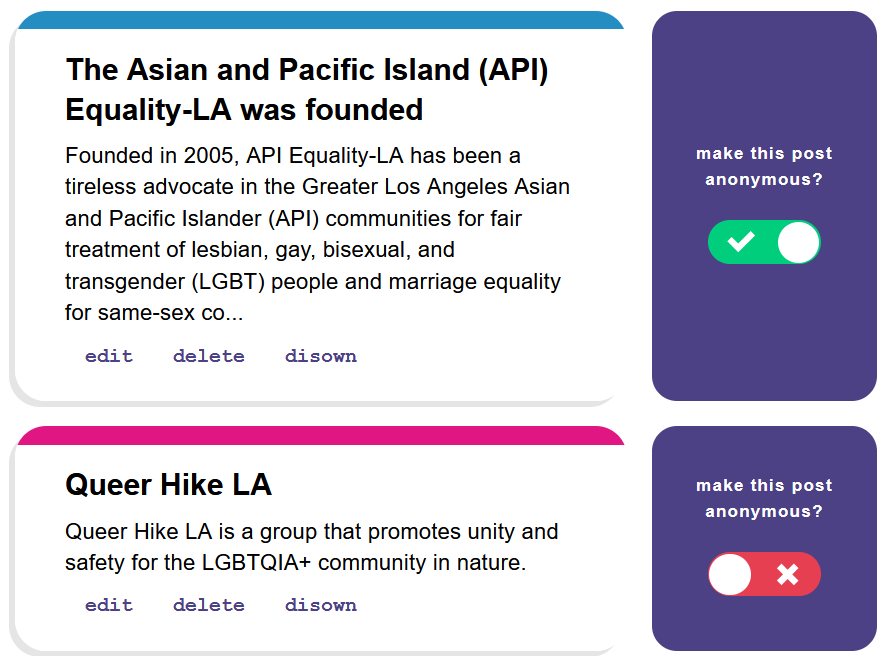 The Asian and Pacific Island (API)
Equality-LA was founded
Founded in 2005, API Equality-LA has been a
tireless advocate in the Greater Los Angeles Asian
and Pacific Islander (API) communities for fair
treatment of lesbian, gay, bisexual, and
transgender (LGBT) people and marriage equality
for same-sex co...
edit delete disown
make this post
anonymous?
Queer Hike LA
Queer Hike LA is a group that promotes unity and
safety for the LGBTQIA+ community in nature.
edit delete disown
make this post
anonymous?